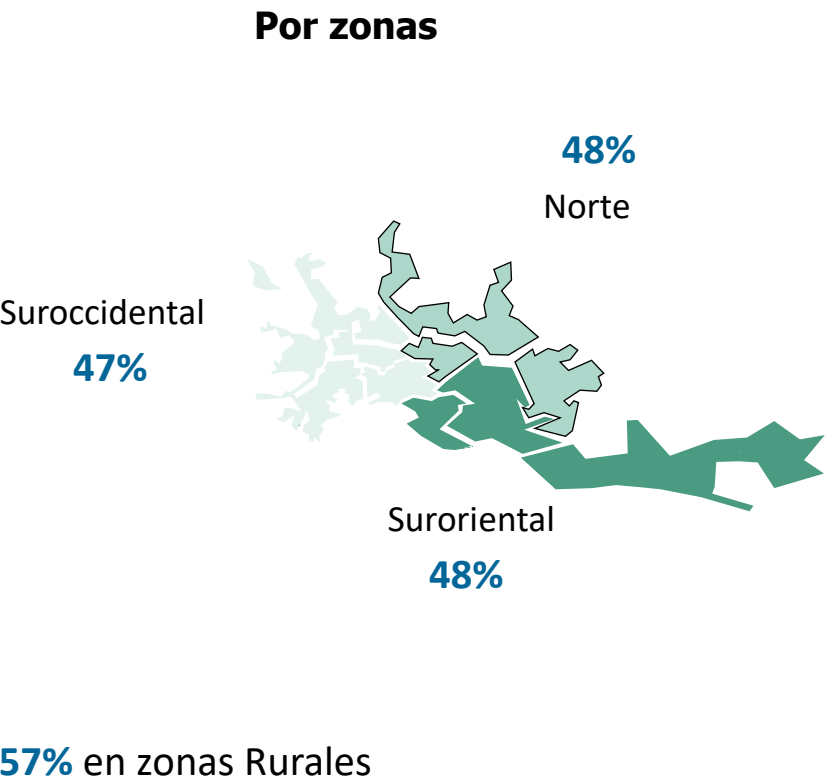 Por zonas
48%
Norte
Suroccidental
47%
Suroriental
48%
57% en zonas Rurales